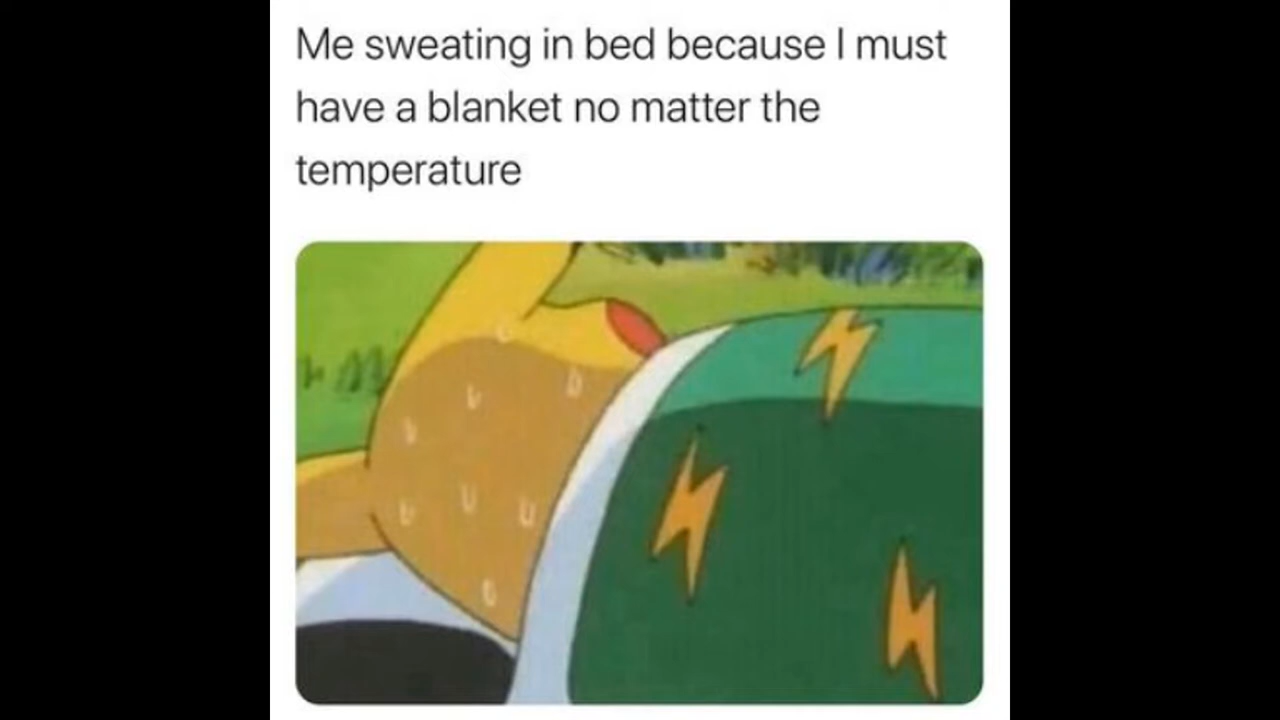 Me sweating in bed because I must
have a blanket no matter the
temperature